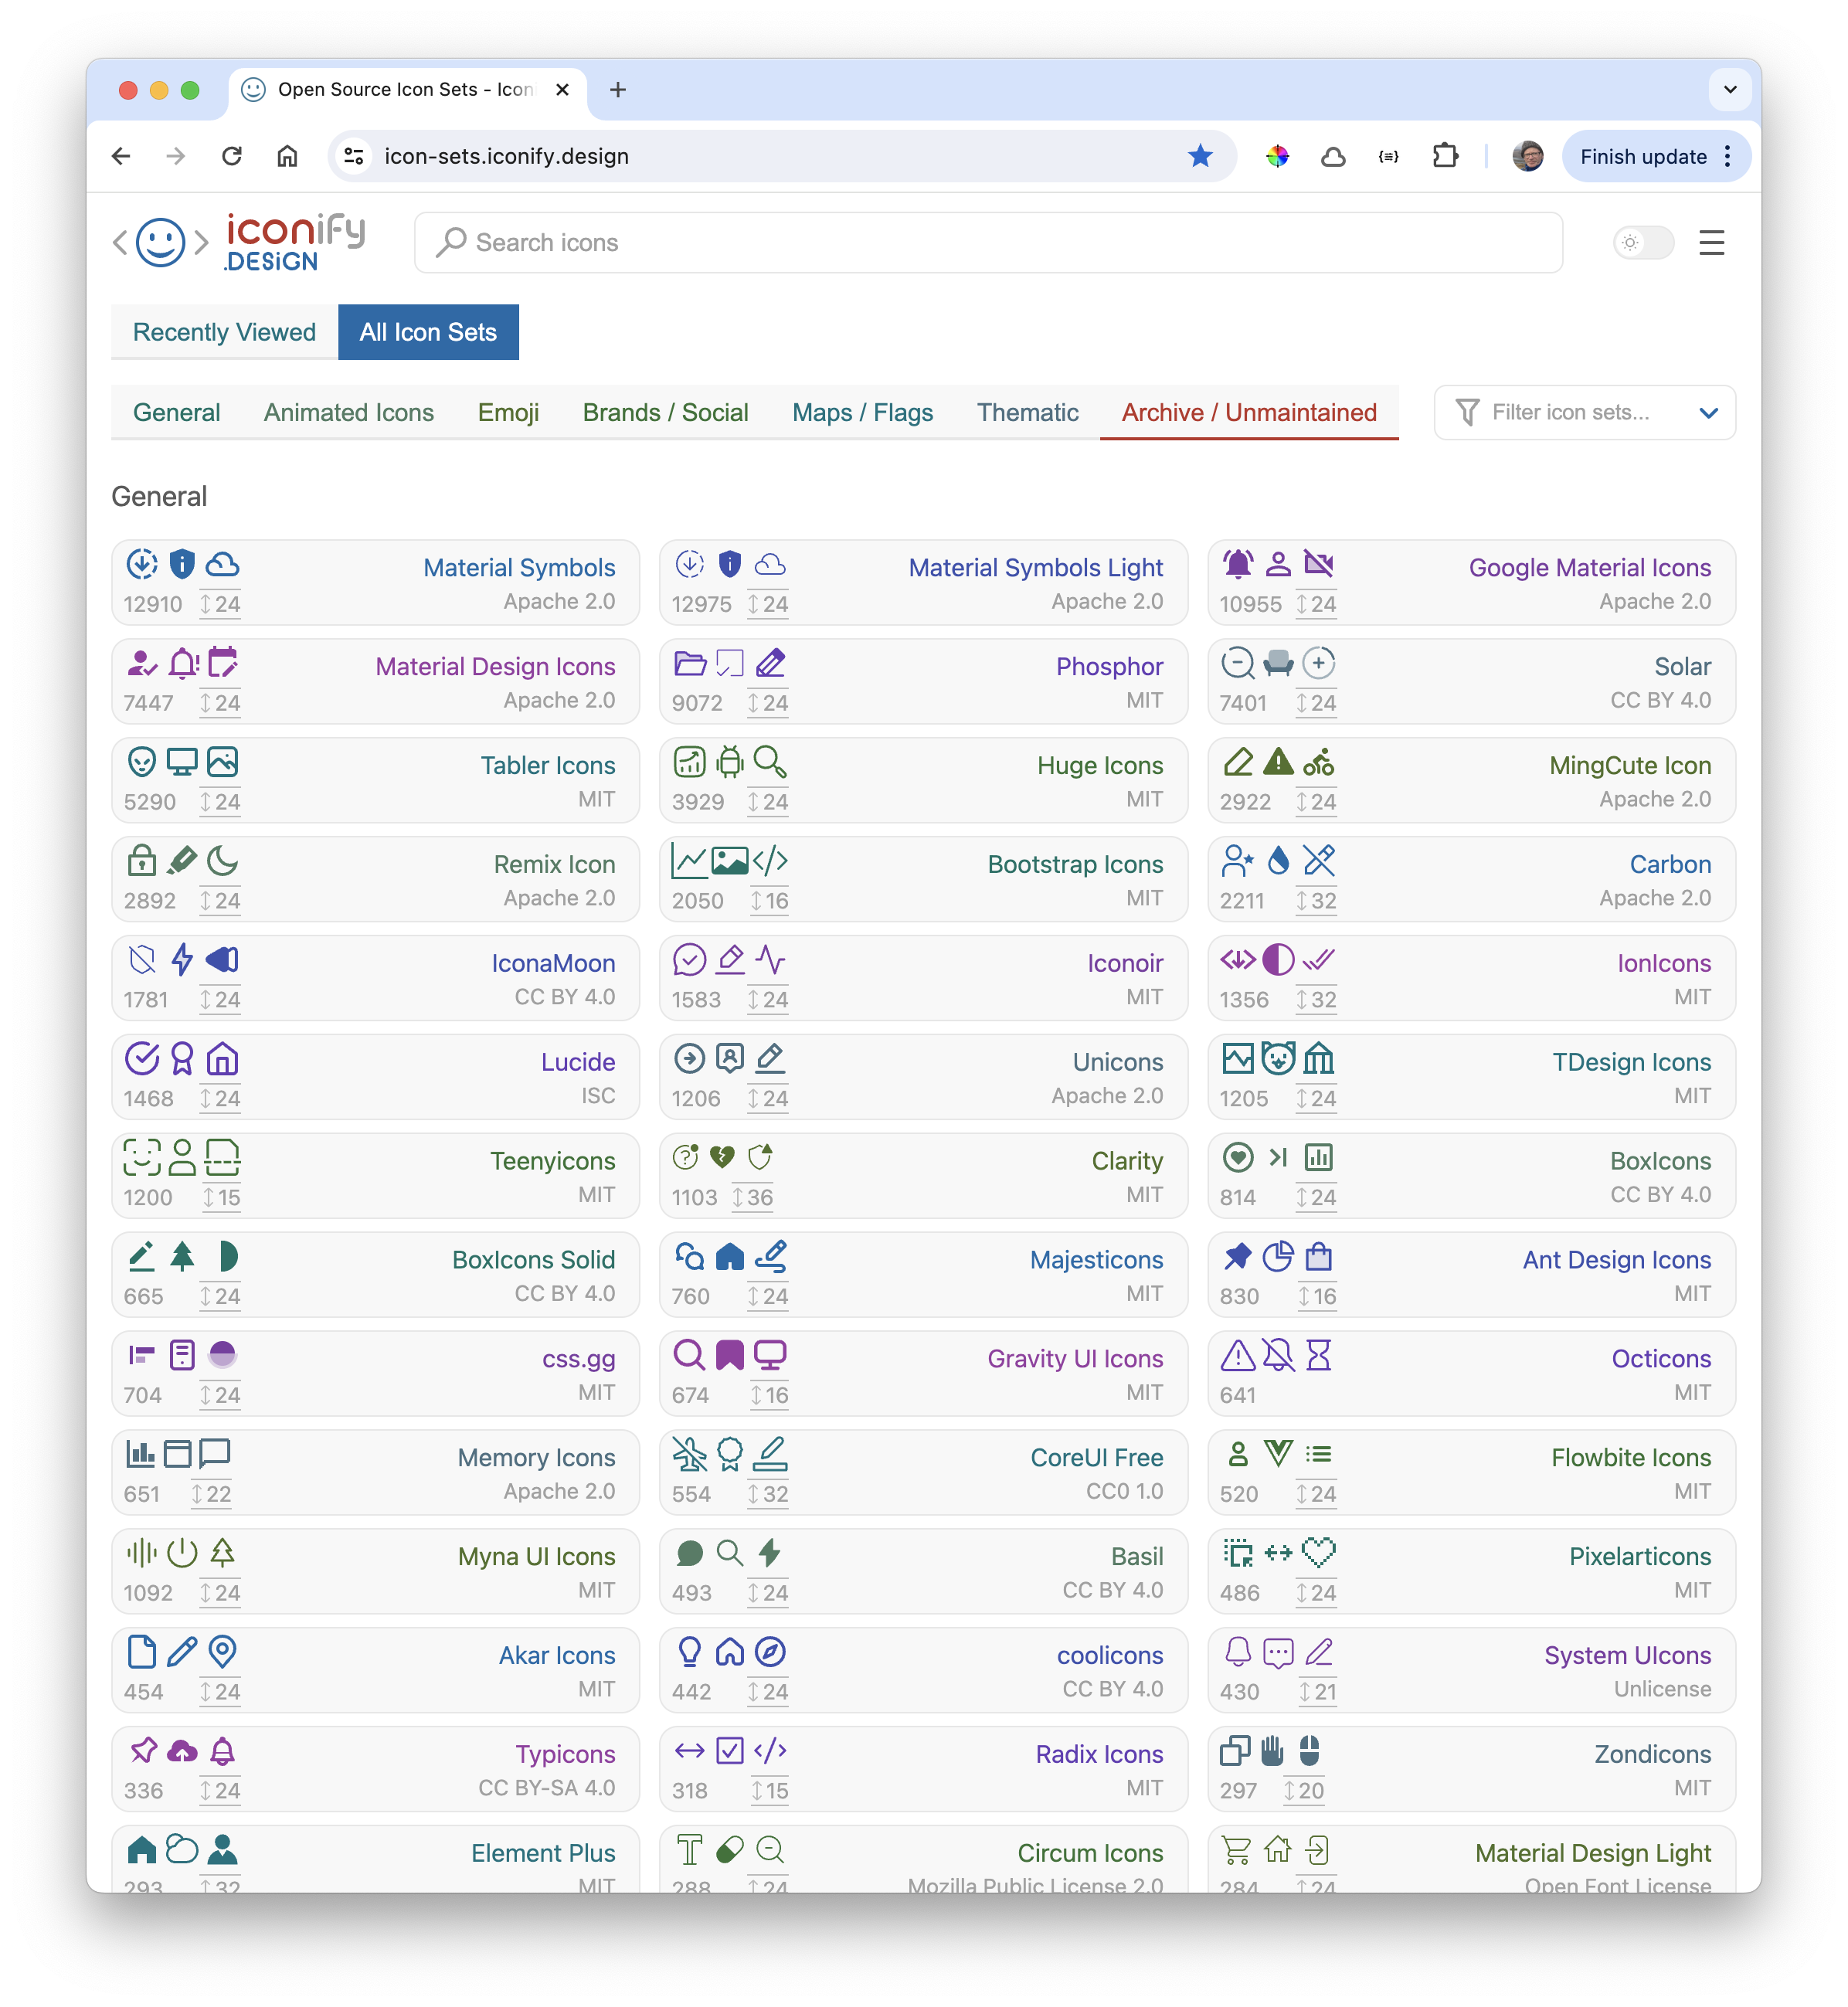 Open Source Icon Sets - Icon
icon-sets.iconify.design
Finish update
iconify
.DESiGN
Search icons
Recently Viewed
All Icon Sets
General
Animated Icons
Emoji
Brands / Social
Maps / Flags
Thematic
Archive / Unmaintained
Filter icon sets...
General
Material Symbols
12910 24 Apache 2.0
Material Symbols Light
12975 24 Apache 2.0
Google Material Icons
10955 24 Apache 2.0
Material Design Icons
7447 24 Apache 2.0
Phosphor
9072 24 MIT
Solar
7401 24 CC BY 4.0
Tabler Icons
5290 24 MIT
Huge Icons
3929 24 MIT
MingCute Icon
2922 24 Apache 2.0
Remix Icon
2892 24 Apache 2.0
Bootstrap Icons
2050 16 MIT
Carbon
2211 32 Apache 2.0
IconaMoon
1781 24 CC BY 4.0
Iconoir
1583 24 MIT
IonIcons
1356 32 MIT
Lucide
1468 24 ISC
Unicons
1206 24 Apache 2.0
TDesign Icons
1205 24 MIT
Teenyicons
1200 15 MIT
Clarity
1103 36 MIT
BoxIcons
814 24 CC BY 4.0
BoxIcons Solid
665 24 CC BY 4.0
Majesticons
760 24 MIT
Ant Design Icons
830 16 MIT
css.gg
704 24 MIT
Gravity UI Icons
674 16 MIT
Octicons
641 MIT
Memory Icons
651 22 Apache 2.0
CoreUI Free
554 32 CC0 1.0
Flowbite Icons
520 24 MIT
Myna UI Icons
1092 24 MIT
Basil
493 24 CC BY 4.0
Pixelarticons
486 24 MIT
Akar Icons
454 24 MIT
coolicons
442 24 CC BY 4.0
System UIcons
430 21 Unlicense
Typicons
336 24 CC BY-SA 4.0
Radix Icons
318 15 MIT
Zondicons
297 20 MIT
Element Plus
293 32 MIT
Circum Icons
288 24 Mozilla Public License 2.0
Material Design Light
284 24 Open Font License